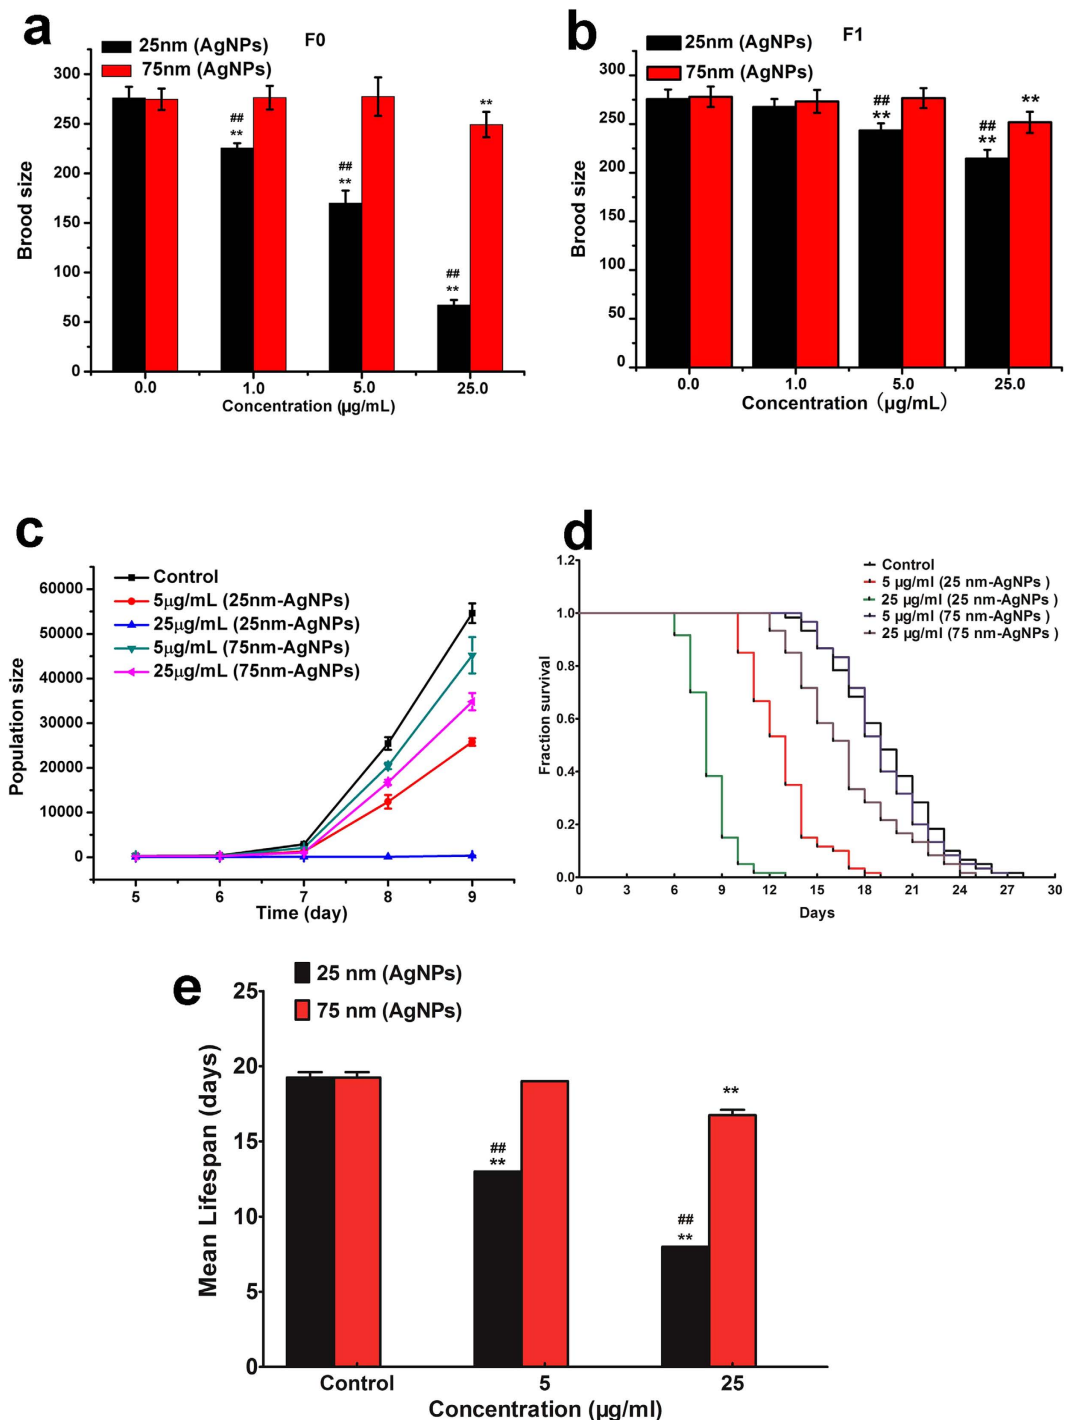 a
F0
25nm (AgNPs)
75nm (AgNPs)
300
250
200
150
100
50
0
Brood size
##
**
##
**
##
**
**
0.0 1.0 5.0 25.0
Concentration (µg/mL)
b
F1
25nm (AgNPs)
75nm (AgNPs)
300
250
200
150
100
50
0
Brood size
##
**
##
**
**
0.0 1.0 5.0 25.0
Concentration （µg/mL）
c
Control
5µg/mL (25nm-AgNPs)
25µg/mL (25nm-AgNPs)
5µg/mL (75nm-AgNPs)
25µg/mL (75nm-AgNPs)
60000
50000
40000
30000
20000
10000
0
Population size
5 6 7 8 9
Time (day)
d
Control
5 µg/ml (25 nm-AgNPs )
25 µg/ml (25 nm-AgNPs )
5 µg/ml (75 nm-AgNPs )
25 µg/ml (75 nm-AgNPs )
1.2
1.0
0.8
0.6
0.4
0.2
0.0
Fraction survival
0 3 6 9 12 15 18 21 24 27 30
Days
e
25 nm (AgNPs)
75 nm (AgNPs)
25
20
15
10
5
0
Mean Lifespan (days)
##
**
##
**
**
Control 5 25
Concentration (µg/ml)